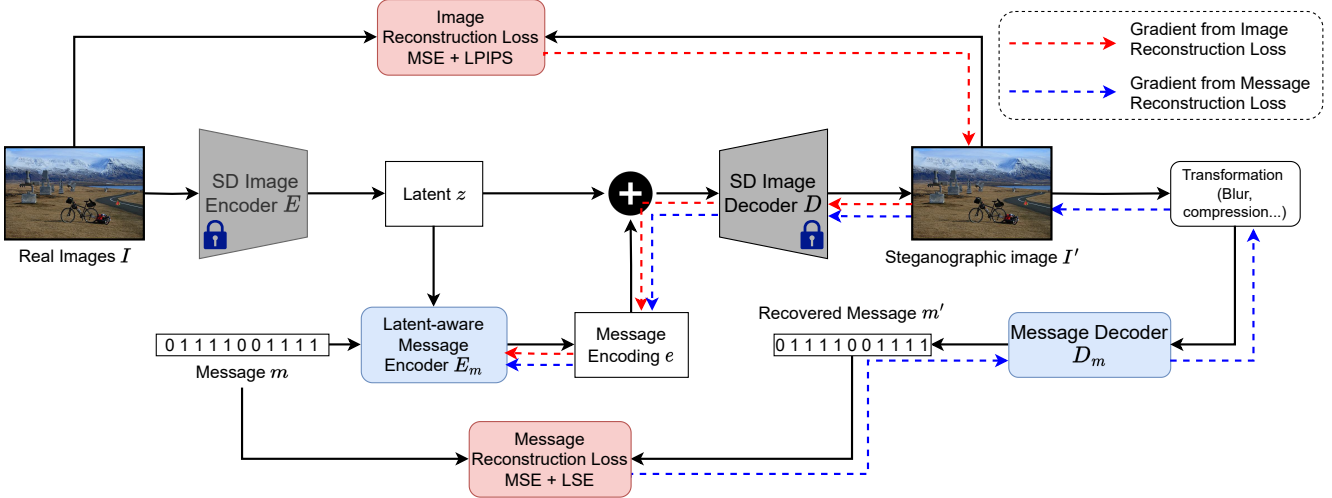 Image
Reconstruction Loss
MSE + LPIPS
Gradient from Image
Reconstruction Loss
Gradient from Message
Reconstruction Loss
SD Image
Encoder E
Latent z
+
SD Image
Decoder D
Transformation
(Blur,
compression...)
Real Images I
Steganographic image I′
Message m
0 1 1 1 1 0 0 1 1 1 1
Latent-aware
Message
Encoder E_m
Message
Encoding e
Recovered Message m′
0 1 1 1 1 0 0 1 1 1 1
Message Decoder
D_m
Message
Reconstruction Loss
MSE + LSE